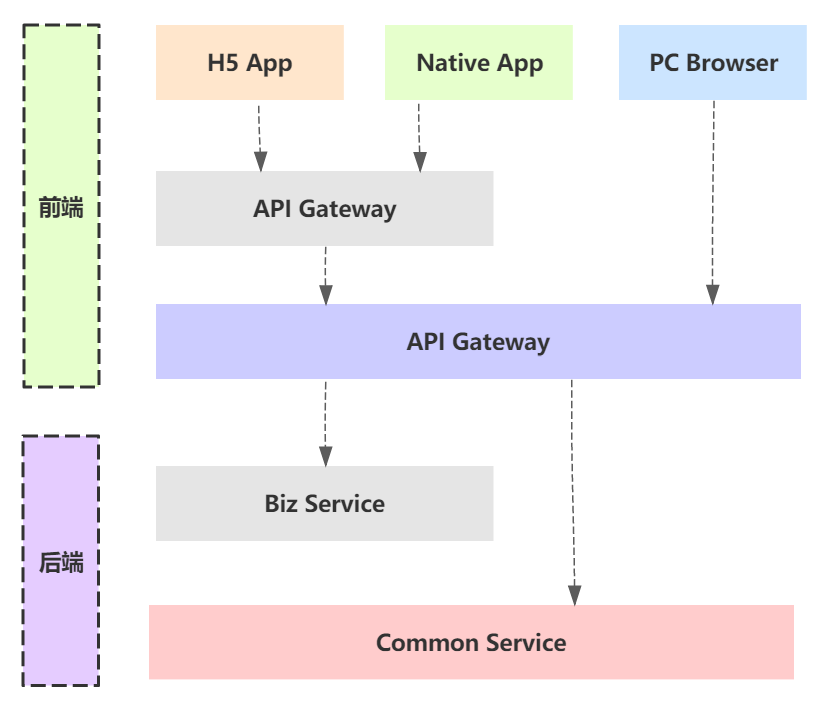 H5 App
Native App
PC Browser
前端
API Gateway
API Gateway
Biz Service
后端
Common Service